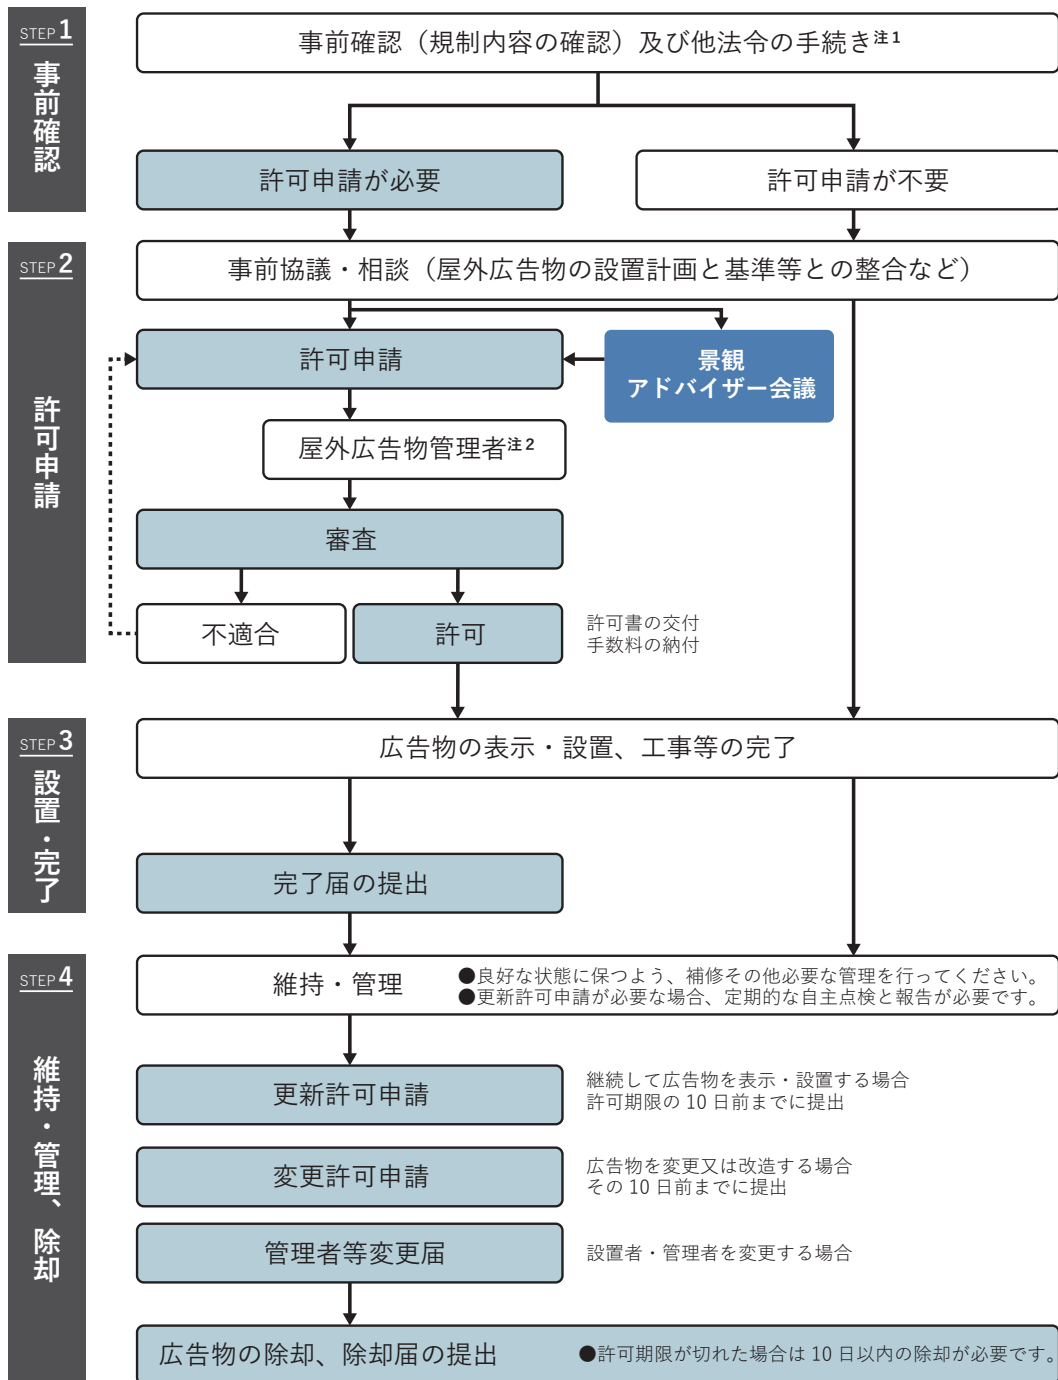 STEP 1
事前確認
事前確認（規制内容の確認）及び他法令の手続き注1
許可申請が必要
許可申請が不要
STEP 2
許可申請
事前協議・相談（屋外広告物の設置計画と基準等との整合など）
許可申請
景観
アドバイザー会議
屋外広告物管理者注2
審査
不適合
許可
許可書の交付
手数料の納付
STEP 3
設置・完了
広告物の表示・設置、工事等の完了
完了届の提出
STEP 4
維持・管理、除却
維持・管理
●良好な状態に保つよう、補修その他必要な管理を行ってください。
●更新許可申請が必要な場合、定期的な自主点検と報告が必要です。
更新許可申請
継続して広告物を表示・設置する場合
許可期限の 10 日前までに提出
変更許可申請
広告物を変更又は改造する場合
その 10 日前までに提出
管理者等変更届
設置者・管理者を変更する場合
広告物の除却、除却届の提出
●許可期限が切れた場合は 10 日以内の除却が必要です。